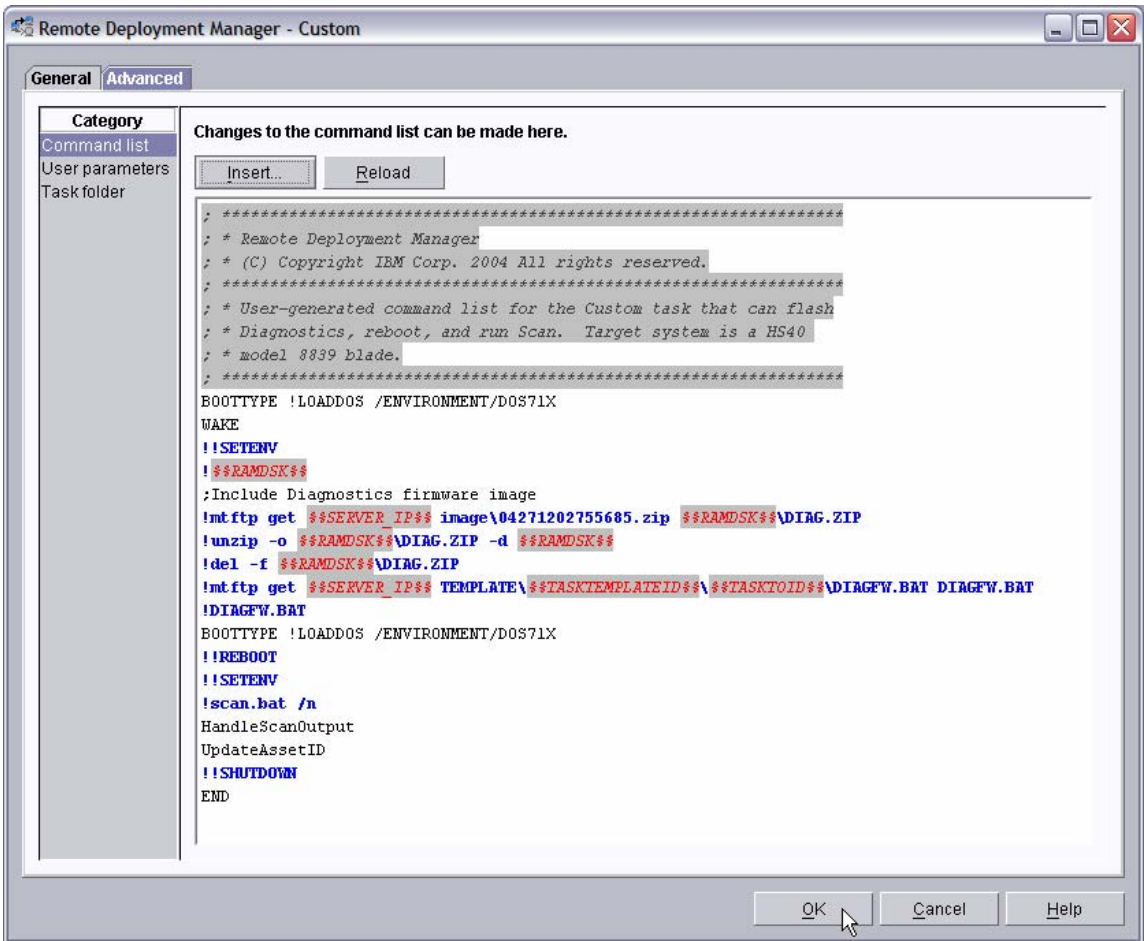 Remote Deployment Manager - Custom
General Advanced
Category
Command list
User parameters
Task folder
Changes to the command list can be made here.
Insert... Reload
; *****************************************************************
; * Remote Deployment Manager
; * (C) Copyright IBM Corp. 2004 All rights reserved.
; *****************************************************************
; * User-generated command list for the Custom task that can flash
; * Diagnostics, reboot, and run Scan.  Target system is a HS40
; * model 8839 blade.
; *****************************************************************
BOOTTYPE !LOADDOS /ENVIRONMENT/DOS71X
WAKE
!!SETENV
!$$RAMDSK$$
;Include Diagnostics firmware image
!mtftp get $$SERVER_IP$$ image\04271202755685.zip $$RAMDSK$$\DIAG.ZIP
!unzip -o $$RAMDSK$$\DIAG.ZIP -d $$RAMDSK$$
!del -f $$RAMDSK$$\DIAG.ZIP
!mtftp get $$SERVER_IP$$ TEMPLATE\$$TASKTEMPLATEID$$\$$TASKTOID$$\DIAGFW.BAT DIAGFW.BAT
!DIAGFW.BAT
BOOTTYPE !LOADDOS /ENVIRONMENT/DOS71X
!!REBOOT
!!SETENV
!scan.bat /n
HandleScanOutput
UpdateAssetID
!!SHUTDOWN
END
OK Cancel Help